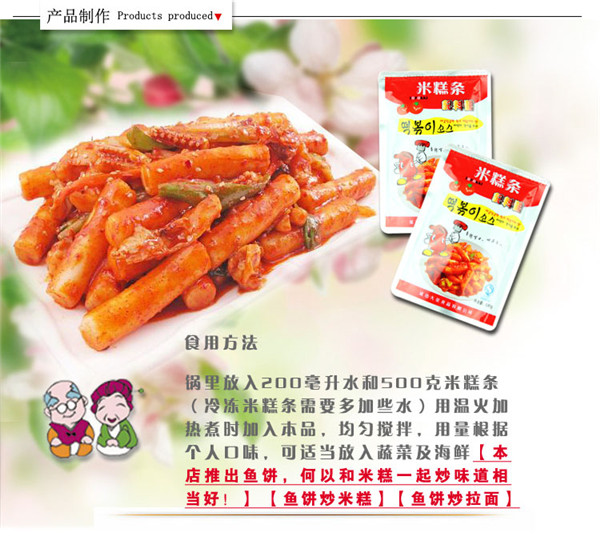 产品制作 Products produced▼
米糕条
떡볶이소스
米糕条
떡볶이소스
食用方法
锅里放入200毫升水和500克米糕条
（冷冻米糕条需要多加些水）用温火加
热煮时加入本品，均匀搅拌，用量根据
个人口味，可适当放入蔬菜及海鲜【本
店推出鱼饼，何以和米糕一起炒味道相
当好！】【鱼饼炒米糕】【鱼饼炒拉面】